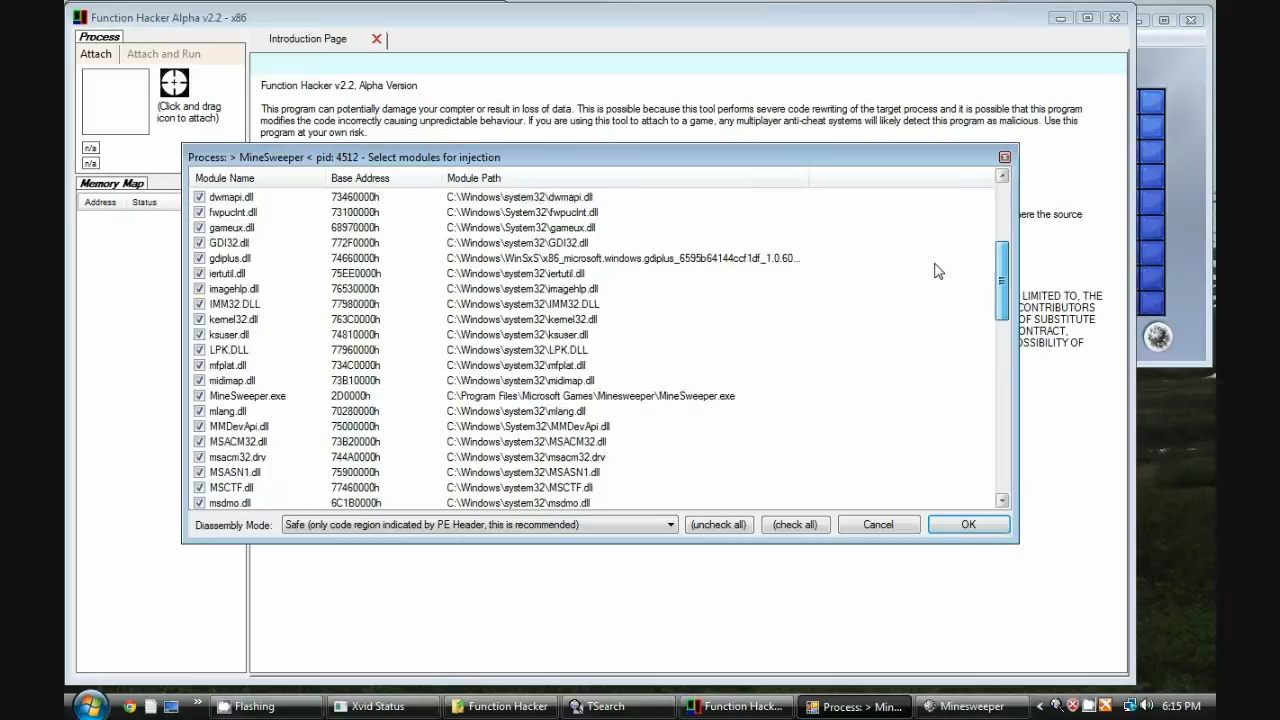 Function Hacker Alpha v2.2 - x86
Process
Attach
Attach and Run
(Click and drag
icon to attach)
n/a
n/a
Memory Map
Address
Status
Introduction Page
Function Hacker v2.2, Alpha Version
This program can potentially damage your compter or result in loss of data. This is possible because this tool performs severe code rewriting of the target process and it is possible that this program
modifies the code incorrectly causing unpredictable behaviour. If you are using this tool to attach to a game, any multiplayer anti-cheat systems will likely detect this program as malicious. Use this
program at your own risk.
here the source
LIMITED TO, THE
CONTRIBUTORS
OF SUBSTITUTE
CONTRACT,
OSSIBILITY OF
Process: > MineSweeper < pid: 4512 - Select modules for injection
Module Name Base Address Module Path
dwmapi.dll 73460000h C:\Windows\system32\dwmapi.dll
fwpuclnt.dll 73100000h C:\Windows\System32\fwpuclnt.dll
gameux.dll 68970000h C:\Windows\System32\gameux.dll
GDI32.dll 772F0000h C:\Windows\system32\GDI32.dll
gdiplus.dll 74660000h C:\Windows\WinSxS\x86_microsoft.windows.gdiplus_6595b64144ccf1df_1.0.60...
iertutil.dll 75EE0000h C:\Windows\system32\iertutil.dll
imagehlp.dll 76530000h C:\Windows\system32\imagehlp.dll
IMM32.DLL 77980000h C:\Windows\system32\IMM32.DLL
kernel32.dll 763C0000h C:\Windows\system32\kernel32.dll
ksuser.dll 74810000h C:\Windows\system32\ksuser.dll
LPK.DLL 77960000h C:\Windows\system32\LPK.DLL
mfplat.dll 734C0000h C:\Windows\system32\mfplat.dll
midimap.dll 73B10000h C:\Windows\system32\midimap.dll
MineSweeper.exe 2D0000h C:\Program Files\Microsoft Games\Minesweeper\MineSweeper.exe
mlang.dll 70280000h C:\Windows\system32\mlang.dll
MMDevApi.dll 75000000h C:\Windows\System32\MMDevApi.dll
MSACM32.dll 73B20000h C:\Windows\system32\MSACM32.dll
msacm32.drv 744A0000h C:\Windows\system32\msacm32.drv
MSASN1.dll 75900000h C:\Windows\system32\MSASN1.dll
MSCTF.dll 77460000h C:\Windows\system32\MSCTF.dll
msdmo.dll 6C1B0000h C:\Windows\system32\msdmo.dll
Diassembly Mode: Safe (only code region indicated by PE Header, this is recommended) (uncheck all) (check all) Cancel OK
Flashing
Xvid Status
Function Hacker
TSearch
Function Hack...
Process: > Min...
Minesweeper
6:15 PM